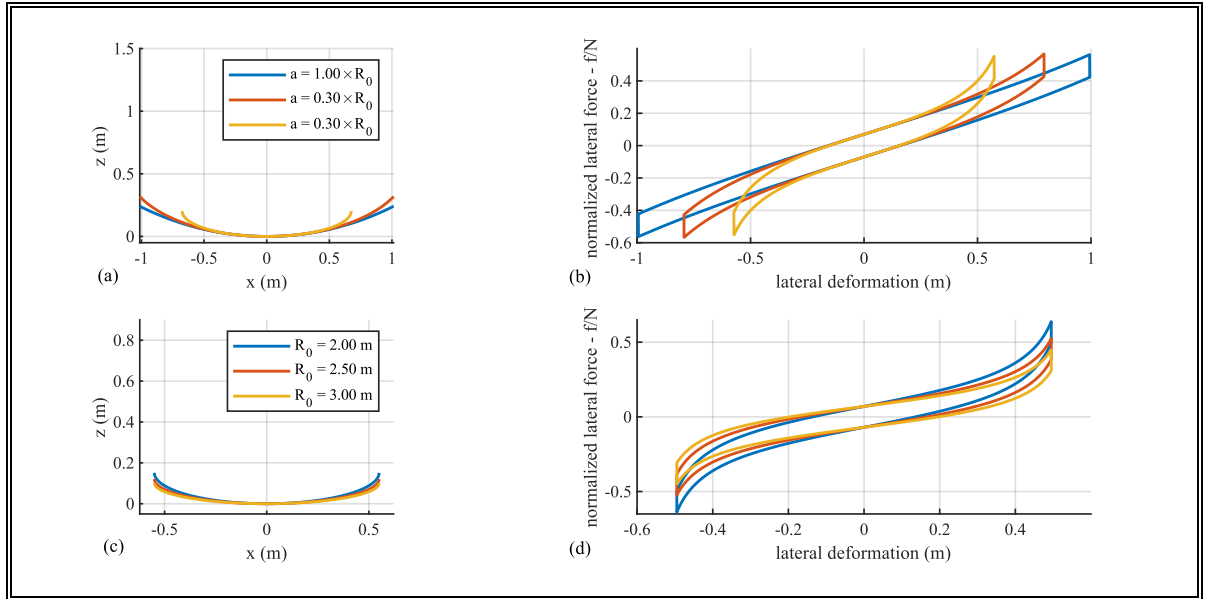 1.5
1
0.5
0
z (m)
a = 1.00×R0
a = 0.30×R0
a = 0.30×R0
-1
-0.5
0
0.5
1
(a)
x (m)
normalized lateral force - f/N
0.4
0.2
0
-0.2
-0.4
-0.6
-1
-0.5
0
0.5
1
(b)
lateral deformation (m)
0.8
0.6
0.4
0.2
0
z (m)
R0 = 2.00 m
R0 = 2.50 m
R0 = 3.00 m
-0.5
0
0.5
(c)
x (m)
normalized lateral force - f/N
0.5
0
-0.5
-0.6
-0.4
-0.2
0
0.2
0.4
(d)
lateral deformation (m)